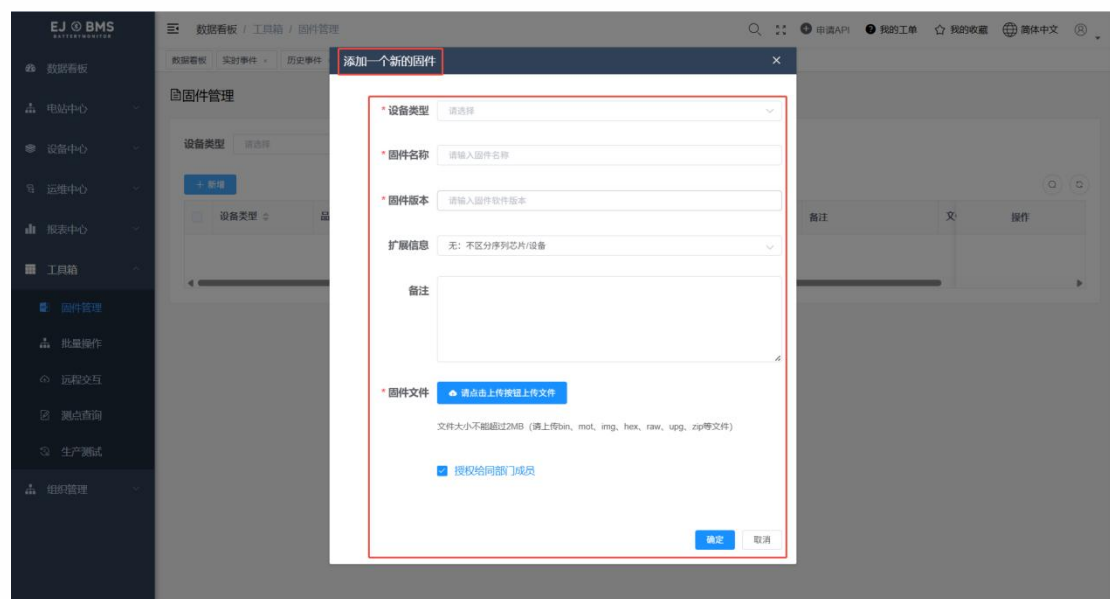 EJ BMS
BATTERYMONITOR
数据看板 / 工具箱 / 固件管理
申请API
我的工单
我的收藏
简体中文
数据看板
电站中心
设备中心
运维中心
报表中心
工具箱
固件管理
批量操作
远程交互
测点查询
生产测试
组织管理
数据看板
实时事件
历史事件
固件管理
设备类型 请选择
+ 新增
设备类型
品
备注
文
操作
添加一个新的固件
* 设备类型 请选择
* 固件名称 请输入固件名称
* 固件版本 请输入固件软件版本
扩展信息 无：不区分序列芯片/设备
备注
* 固件文件 请点击上传按钮上传文件
文件大小不能超过2MB（请上传bin、mot、img、hex、raw、upg、zip等文件）
授权给同部门成员
确定
取消